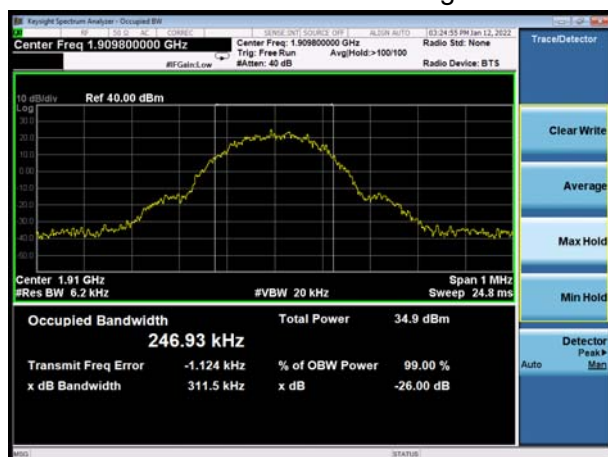 Keysight Spectrum Analyzer - Occupied BW
RF 50 Ω AC CORREC SENSE:INT SOURCE OFF ALIGN AUTO 03:24:55 PM Jan 12, 2022
Center Freq 1.909800000 GHz Center Freq: 1.909800000 GHz Radio Std: None Trace/Detector
Trig: Free Run Avg|Hold:>100/100
#IFGain:Low #Atten: 40 dB Radio Device: BTS
10 dB/div Ref 40.00 dBm
Log
30.0
20.0
10.0
0.00
-10.0
-20.0
-30.0
-40.0
-50.0
Center 1.91 GHz Span 1 MHz
#Res BW 6.2 kHz #VBW 20 kHz Sweep 24.8 ms
Occupied Bandwidth Total Power 34.9 dBm
246.93 kHz
Transmit Freq Error -1.124 kHz % of OBW Power 99.00 %
x dB Bandwidth 311.5 kHz x dB -26.00 dB
Clear Write
Average
Max Hold
Min Hold
Detector
Peak▶
Auto Man
MSG STATUS